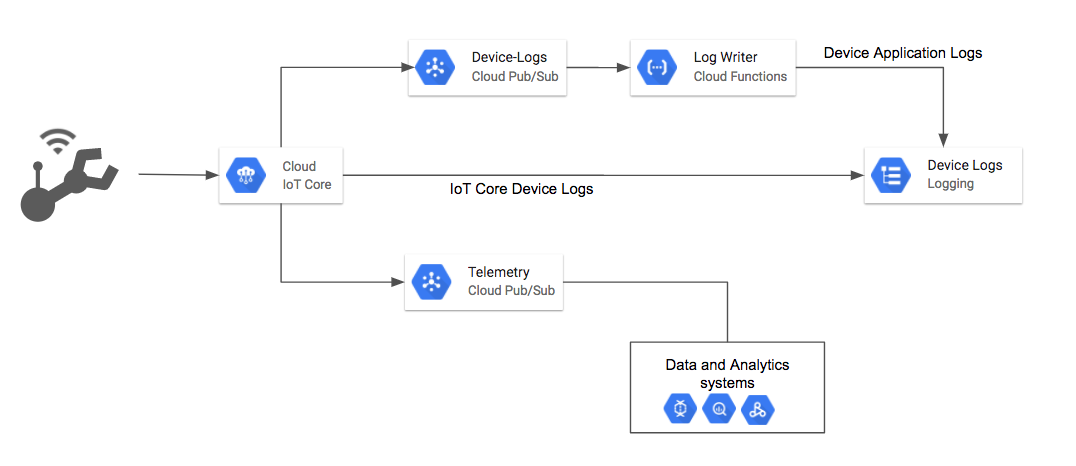 Device-Logs
Cloud Pub/Sub
Log Writer
Cloud Functions
Device Application Logs
Cloud
IoT Core
IoT Core Device Logs
Device Logs
Logging
Telemetry
Cloud Pub/Sub
Data and Analytics
systems